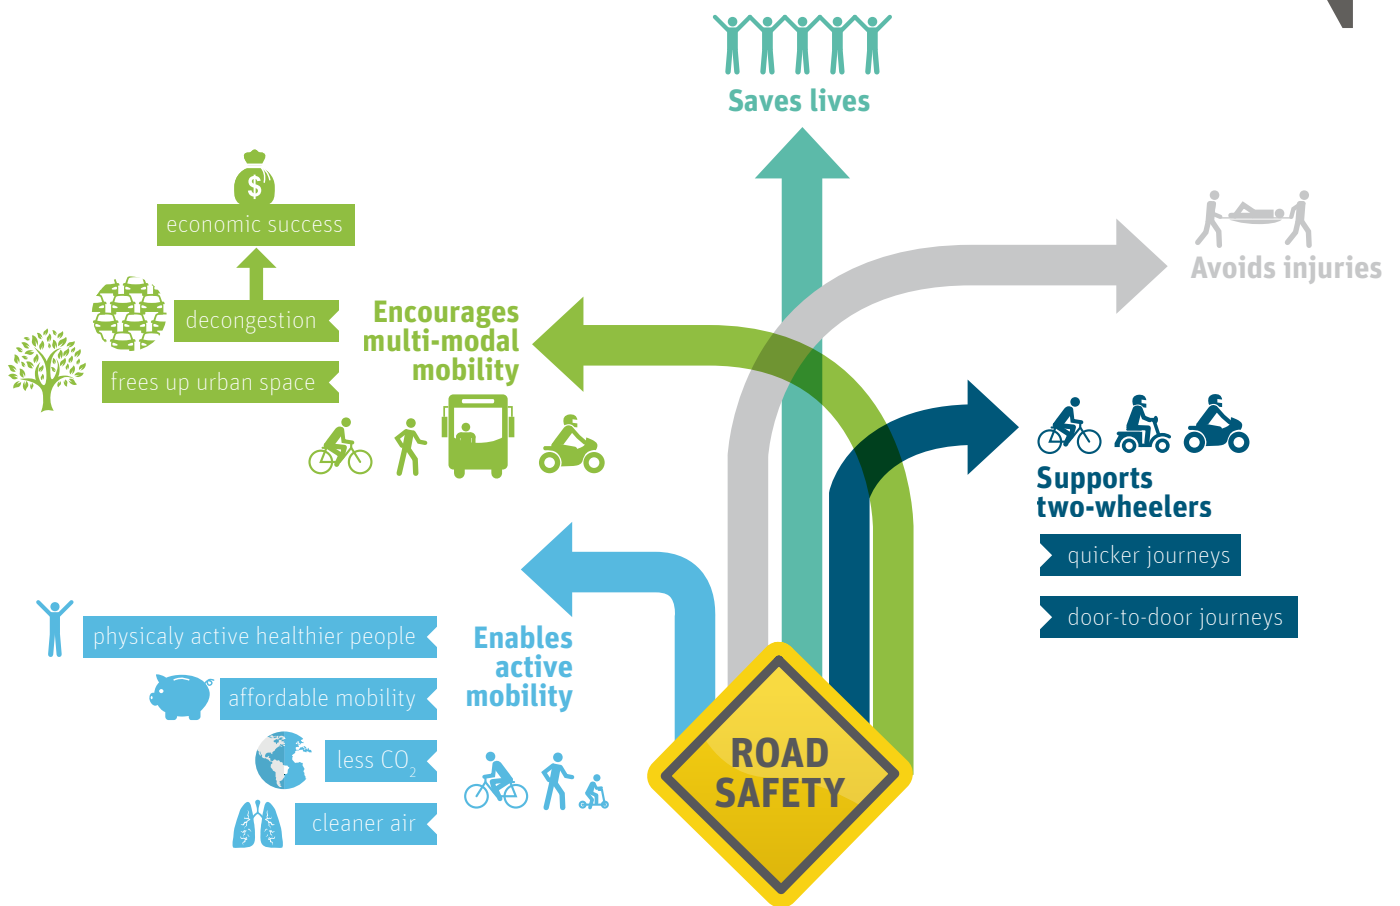 Saves lives
$
economic success
decongestion
frees up urban space
Encourages
multi-modal
mobility
Avoids injuries
Supports
two-wheelers
quicker journeys
door-to-door journeys
Enables
active
mobility
physicaly active healthier people
affordable mobility
less CO₂
cleaner air
ROAD
SAFETY